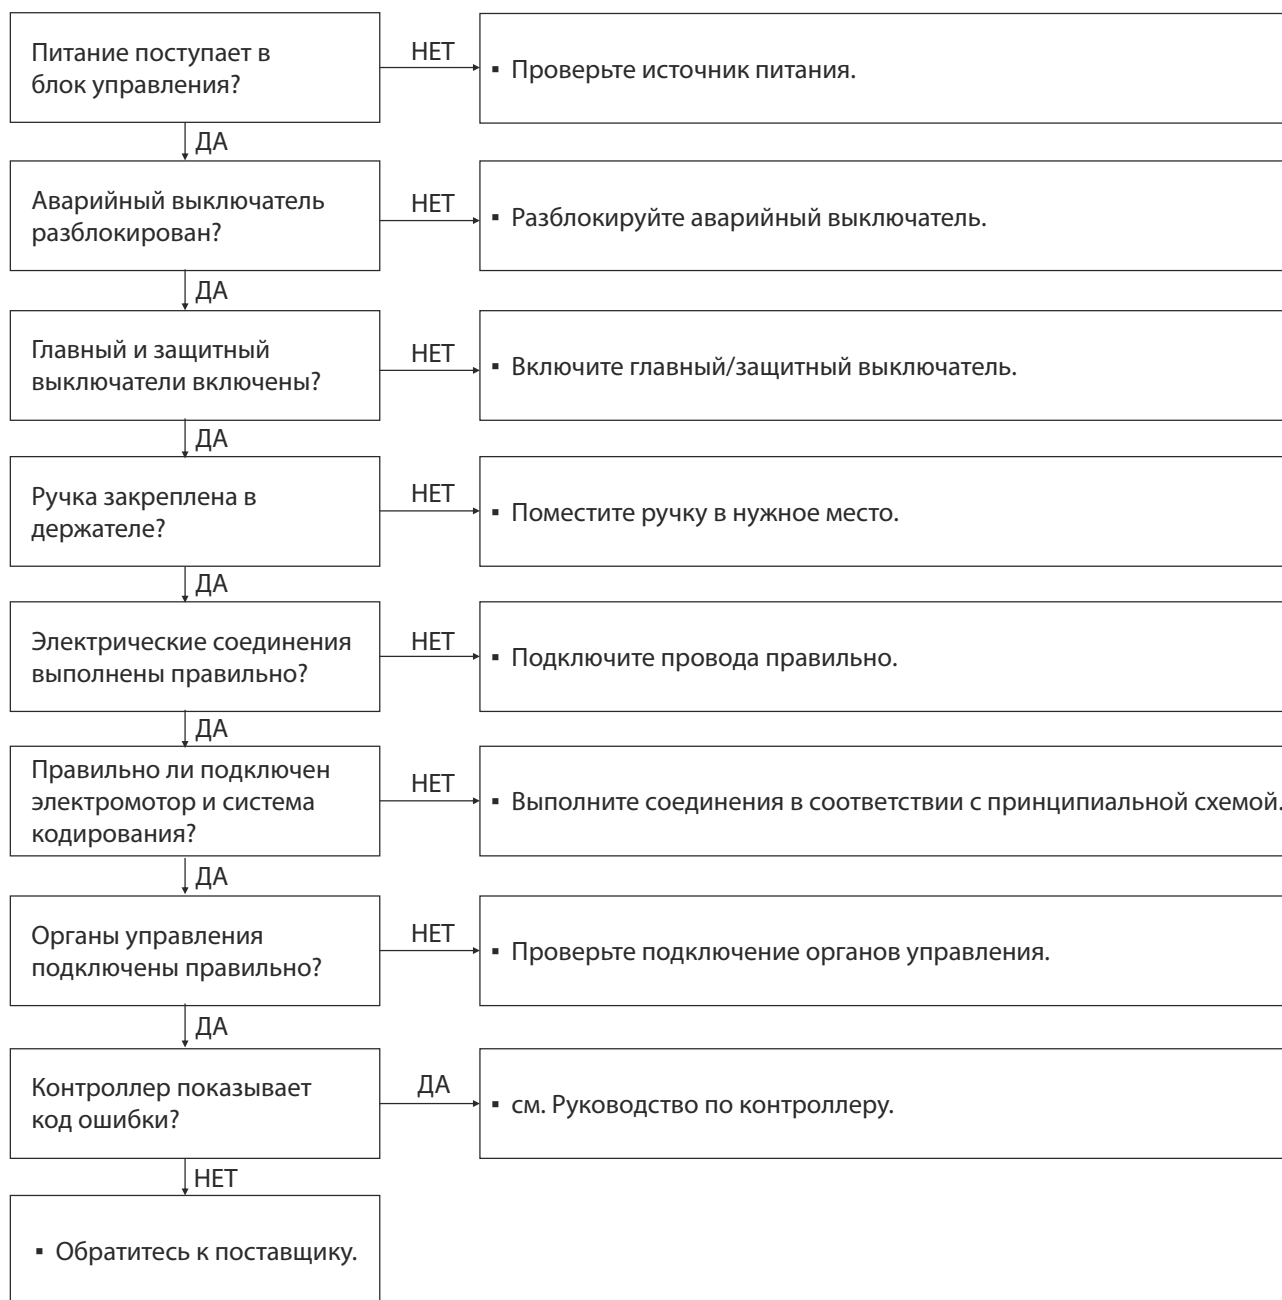 Питание поступает в
блок управления?
НЕТ
▪ Проверьте источник питания.
ДА
Аварийный выключатель
разблокирован?
НЕТ
▪ Разблокируйте аварийный выключатель.
ДА
Главный и защитный
выключатели включены?
НЕТ
▪ Включите главный/защитный выключатель.
ДА
Ручка закреплена в
держателе?
НЕТ
▪ Поместите ручку в нужное место.
ДА
Электрические соединения
выполнены правильно?
НЕТ
▪ Подключите провода правильно.
ДА
Правильно ли подключен
электромотор и система
кодирования?
НЕТ
▪ Выполните соединения в соответствии с принципиальной схемой.
ДА
Органы управления
подключены правильно?
НЕТ
▪ Проверьте подключение органов управления.
ДА
Контроллер показывает
код ошибки?
ДА
▪ см. Руководство по контроллеру.
НЕТ
▪ Обратитесь к поставщику.